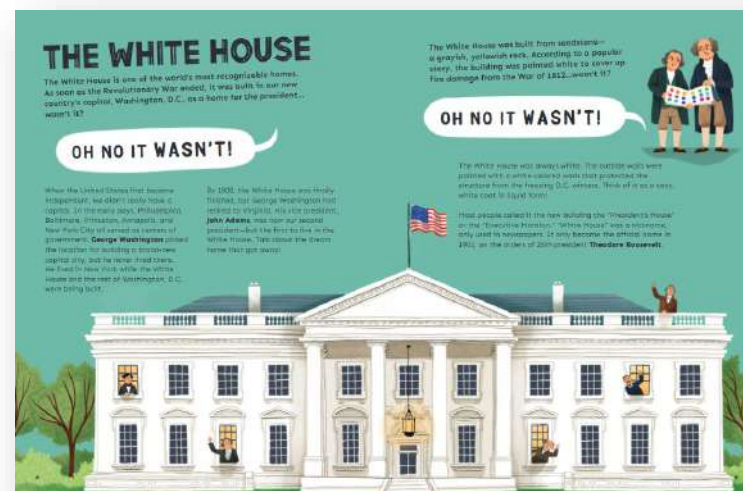 THE WHITE HOUSE
The White House is one of the world's most recognizable homes.
As soon as the Revolutionary War ended, it was built in our new
country's capital, Washington, D.C., as a home for the president...
wasn't it?
OH NO IT WASN'T!
When the United States first became
independent, we didn't really have a
capital. In the early days, Philadelphia,
Baltimore, Princeton, Annapolis, and
New York City all served as centers of
government. George Washington picked
the location for building a brand-new
capital city, but he never lived there.
He lived in New York while the White
House and the rest of Washington, D.C.
were being built.
By 1800, the White House was finally
finished, but George Washington had
retired to Virginia. His vice president,
John Adams, was now our second
president—but the first to live in the
White House. Talk about the dream
home that got away!
The White House was built from sandstone—
a grayish, yellowish rock. According to a popular
story, the building was painted white to cover up
fire damage from the War of 1812...wasn't it?
OH NO IT WASN'T!
The White House was always white. The outside walls were
painted with a white-colored wash that protected the
structure from the freezing D.C. winters. Think of it as a cozy,
white coat in liquid form!
Most people called it the new building the "President's House"
or the "Executive Mansion." "White House" was a nickname,
only used in newspapers. It only became the official name in
1901, on the orders of 26th president Theodore Roosevelt.